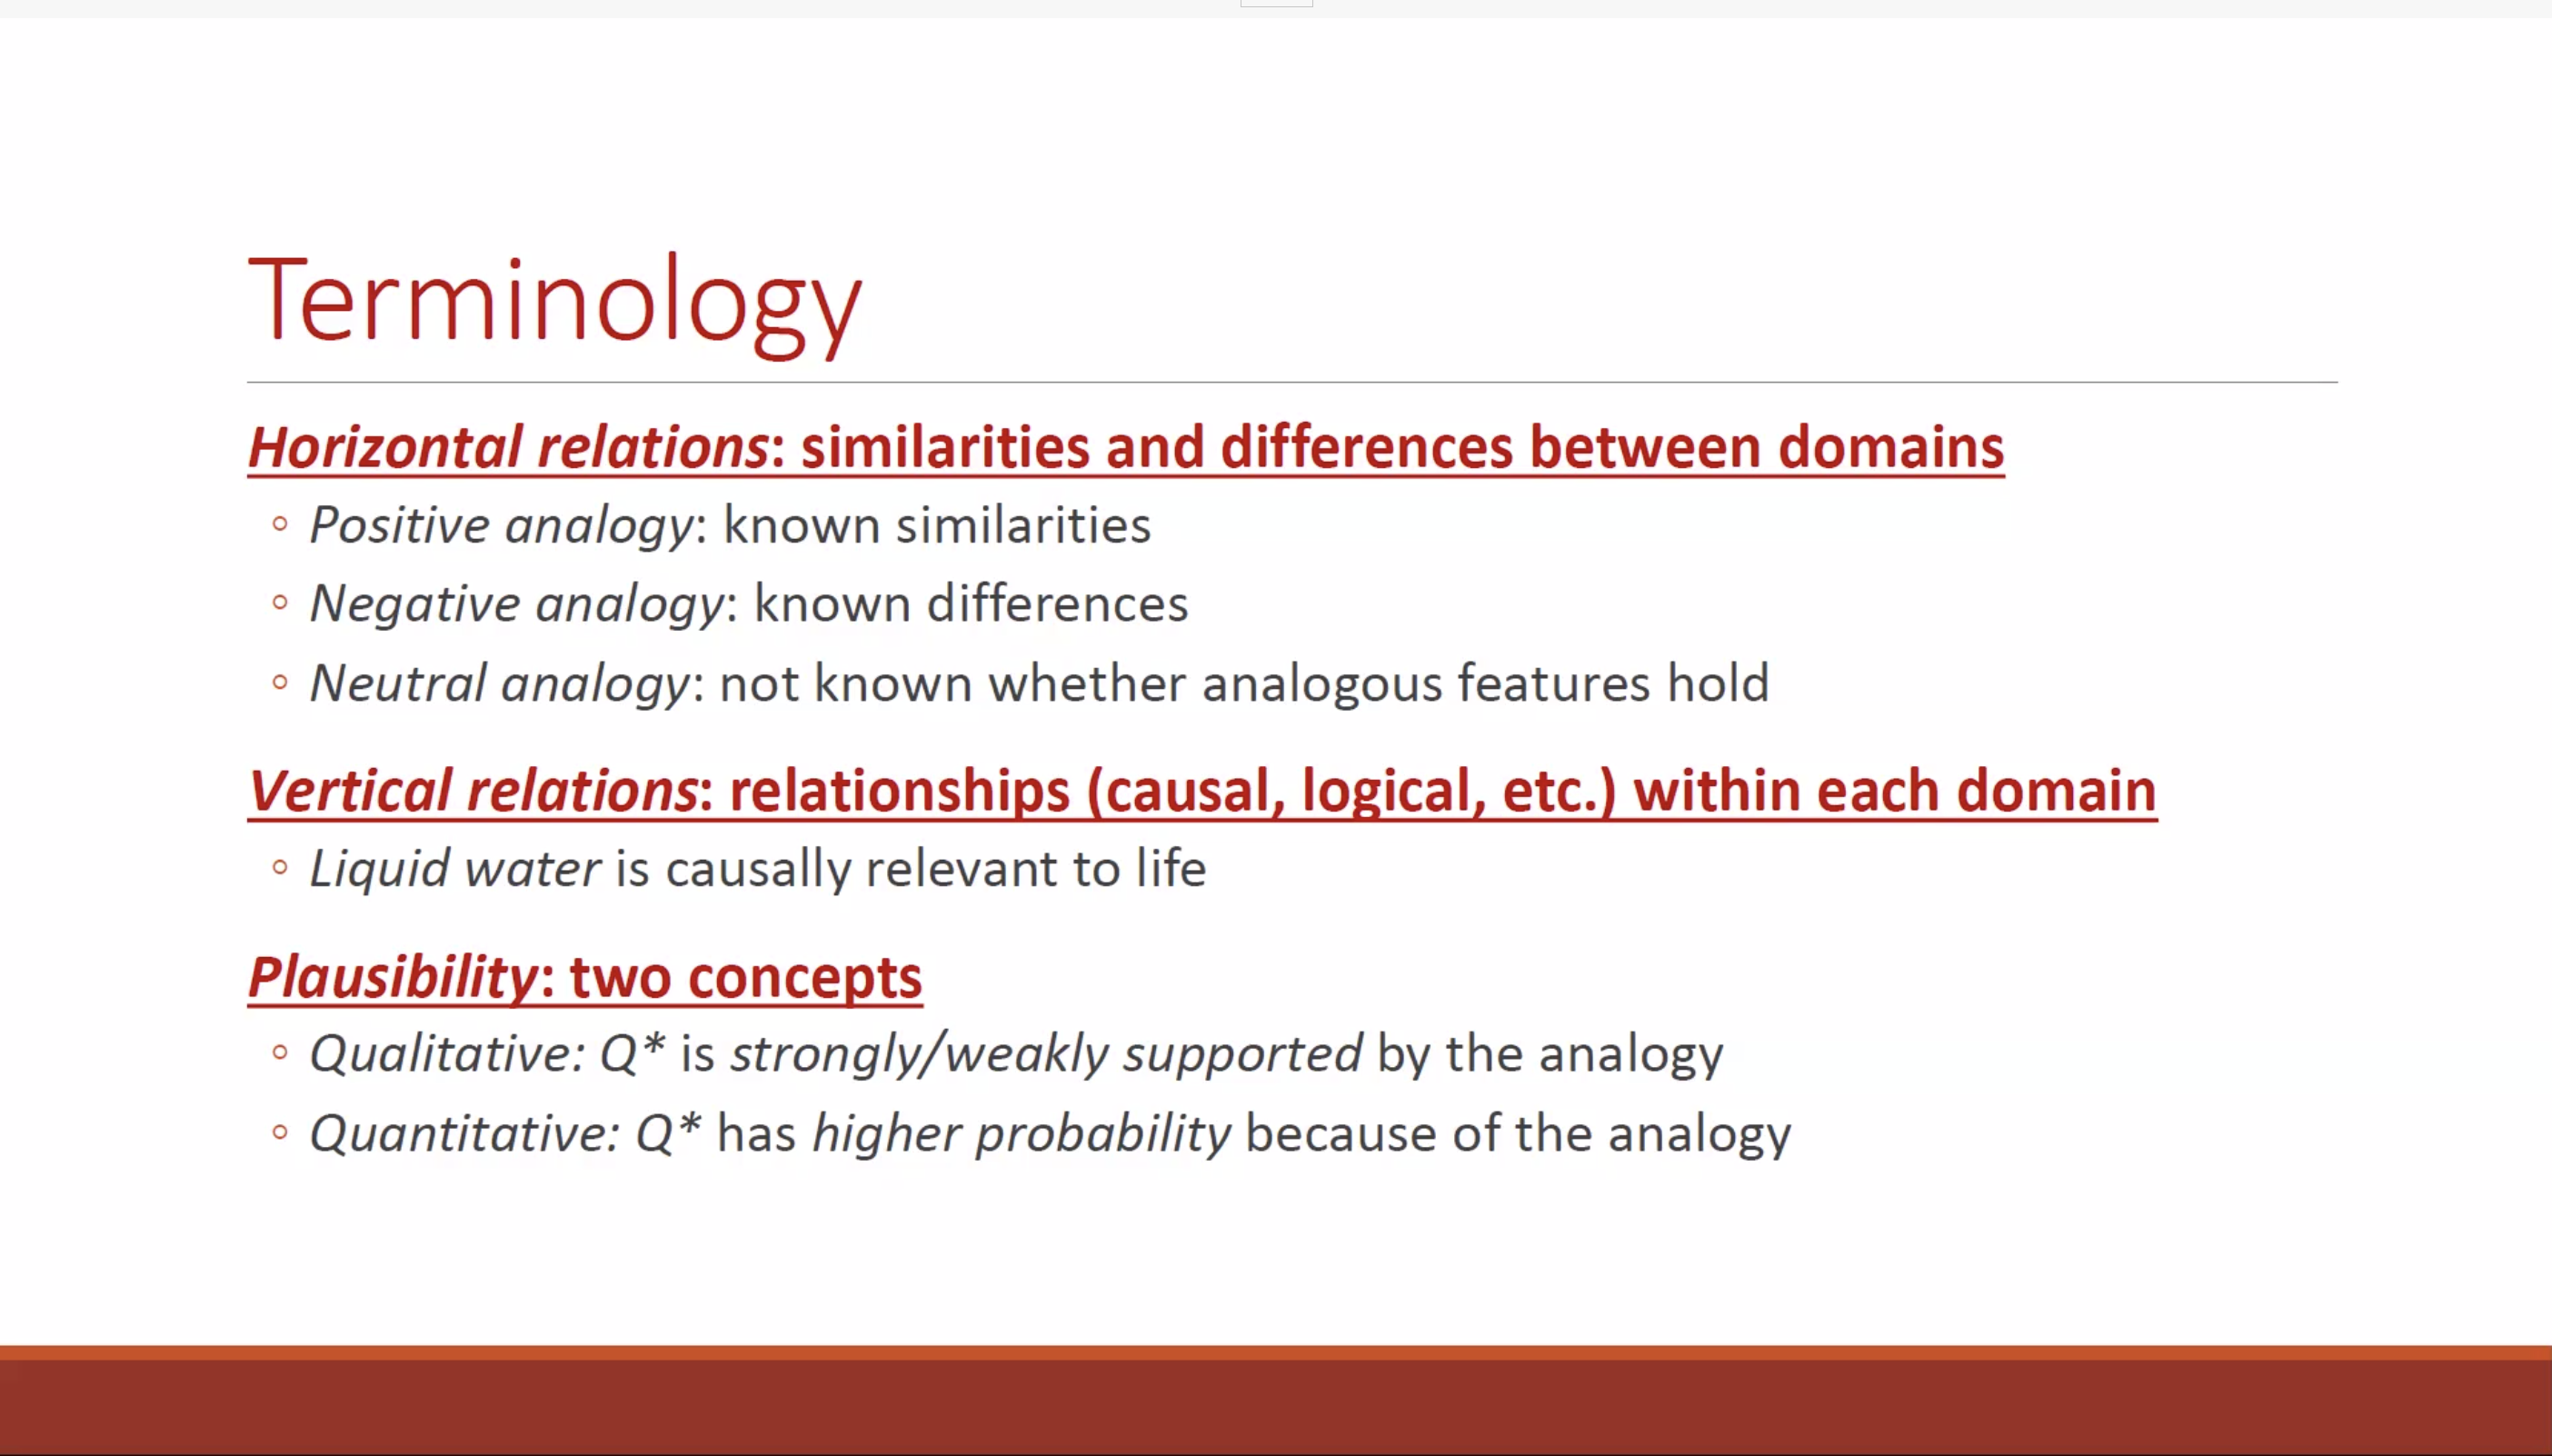 Terminology
Horizontal relations: similarities and differences between domains
◦ Positive analogy: known similarities
◦ Negative analogy: known differences
◦ Neutral analogy: not known whether analogous features hold
Vertical relations: relationships (causal, logical, etc.) within each domain
◦ Liquid water is causally relevant to life
Plausibility: two concepts
◦ Qualitative: Q* is strongly/weakly supported by the analogy
◦ Quantitative: Q* has higher probability because of the analogy